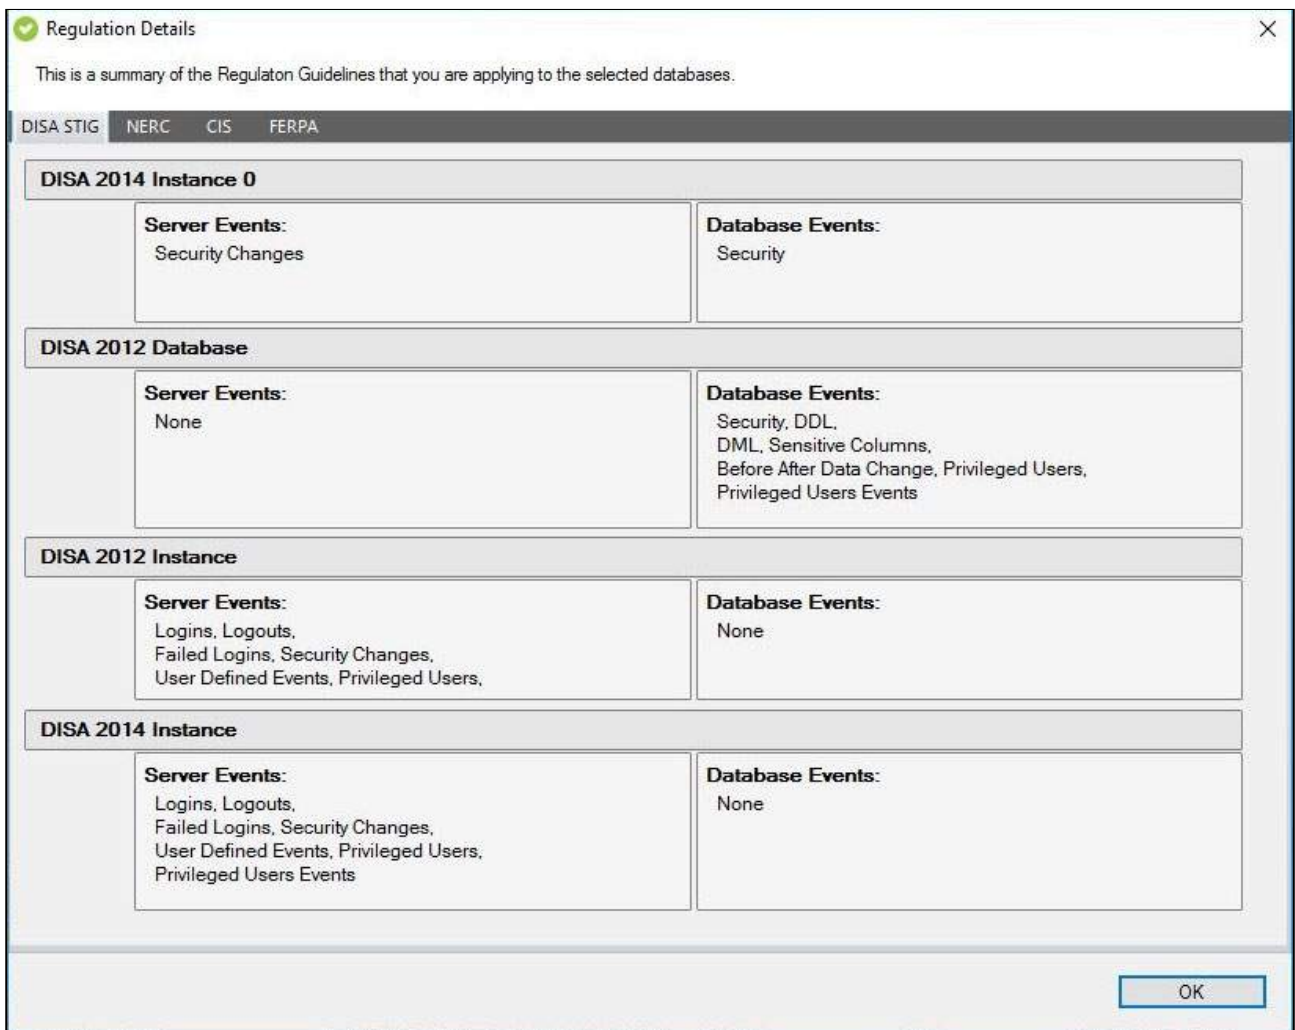 Regulation Details
This is a summary of the Regulaton Guidelines that you are applying to the selected databases.
DISA STIG NERC CIS FERPA
DISA 2014 Instance 0
Server Events:
Security Changes
Database Events:
Security
DISA 2012 Database
Server Events:
None
Database Events:
Security, DDL,
DML, Sensitive Columns,
Before After Data Change, Privileged Users,
Privileged Users Events
DISA 2012 Instance
Server Events:
Logins, Logouts,
Failed Logins, Security Changes,
User Defined Events, Privileged Users,
Database Events:
None
DISA 2014 Instance
Server Events:
Logins, Logouts,
Failed Logins, Security Changes,
User Defined Events, Privileged Users,
Privileged Users Events
Database Events:
None
OK